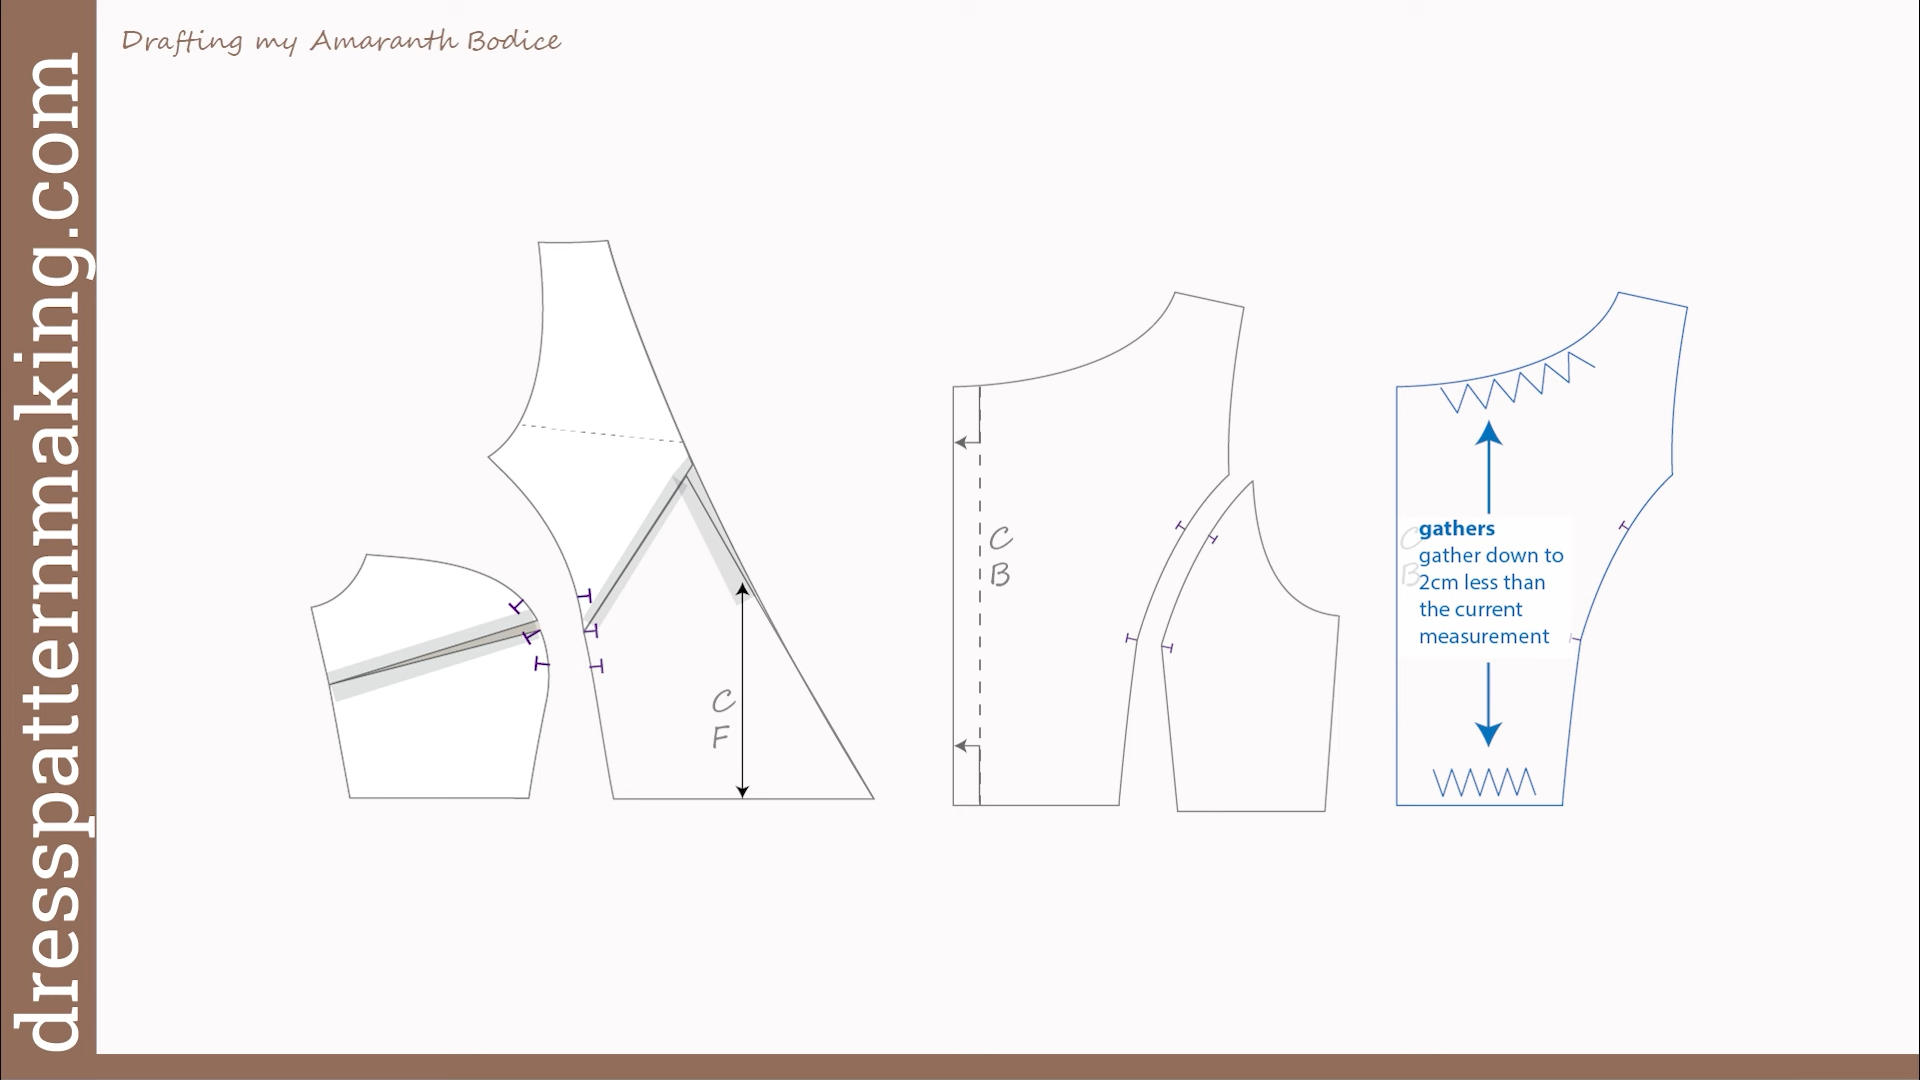 Drafting my Amaranth Bodice
dresspatternmaking.com
C
F
C
B
C
B
gathers
gather down to
2cm less than
the current
measurement